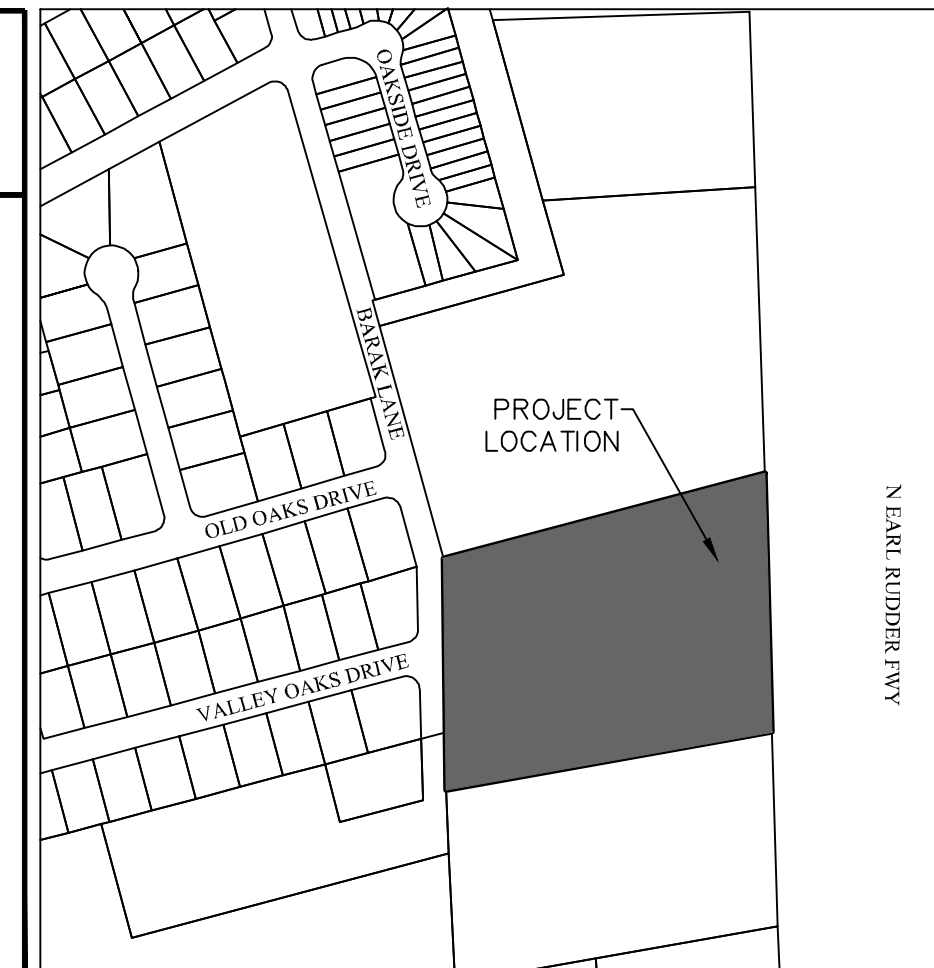 OAKSIDE DRIVE
BARAK LANE
PROJECT
LOCATION
OLD OAKS DRIVE
N EARL RUDDER FWY
VALLEY OAKS DRIVE